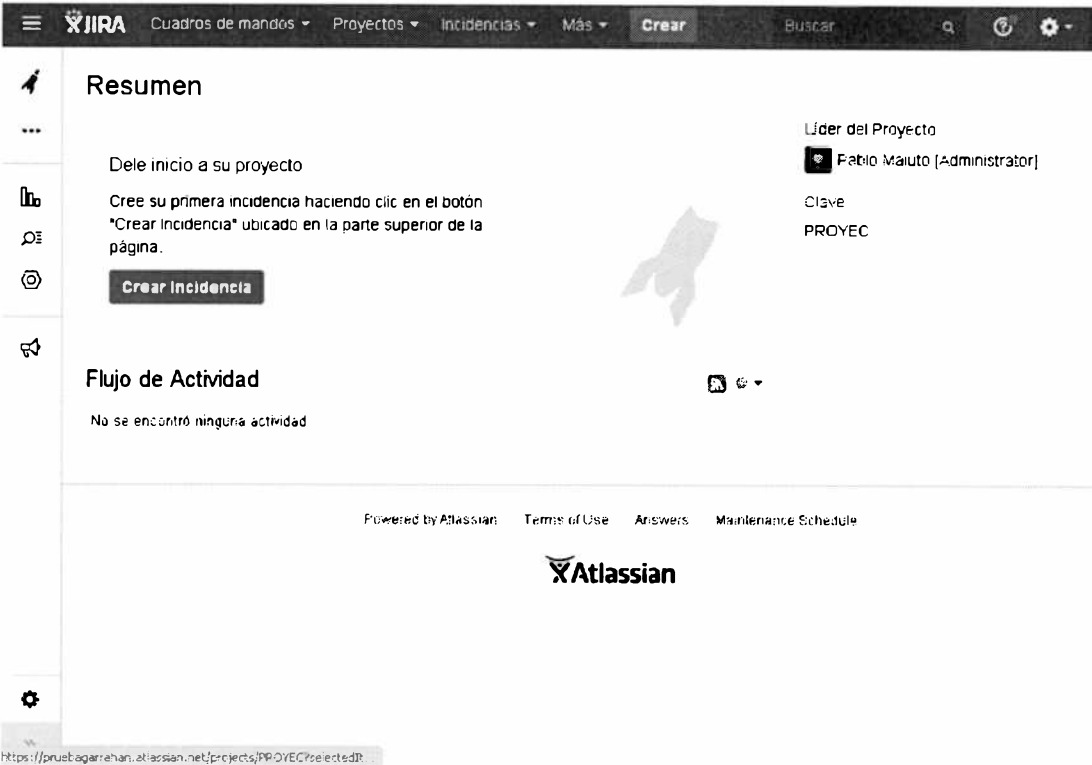 JIRA Cuadros de mandos Proyectos Incidencias Más Crear Buscar
Resumen
Dele inicio a su proyecto
Cree su primera incidencia haciendo clic en el botón
"Crear Incidencia" ubicado en la parte superior de la
página.
Crear Incidencia
Líder del Proyecto
Pablo Maiuto [Administrator]
Clave
PROYEC
Flujo de Actividad
No se encontró ninguna actividad
Powered by Atlassian Terms of Use Answers Maintenance Schedule
Atlassian
https://pruebagarrahan.atlassian.net/projects/PROYEC?selectedIt...